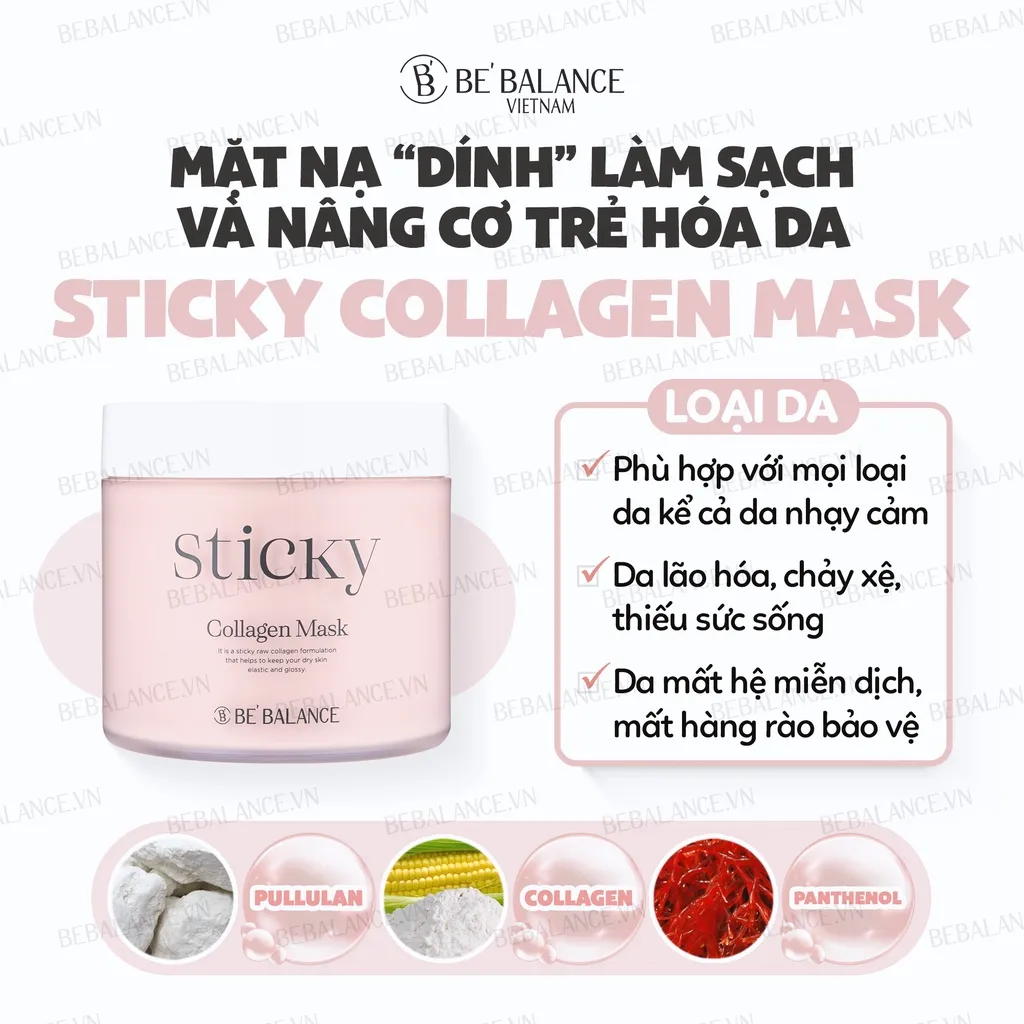 BE' BALANCE
VIETNAM
MẶT NẠ “DÍNH” LÀM SẠCH
VÀ NÂNG CƠ TRẺ HÓA DA
STICKY COLLAGEN MASK
sticky
Collagen Mask
It is a sticky raw collagen formulation
that helps to keep your dry skin
elastic and glossy.
BE' BALANCE
LOẠI DA
Phù hợp với mọi loại
da kể cả da nhạy cảm
Da lão hóa, chảy xệ,
thiếu sức sống
Da mất hệ miễn dịch,
mất hàng rào bảo vệ
PULLULAN
COLLAGEN
PANTHENOL
BEBALANCE.VN